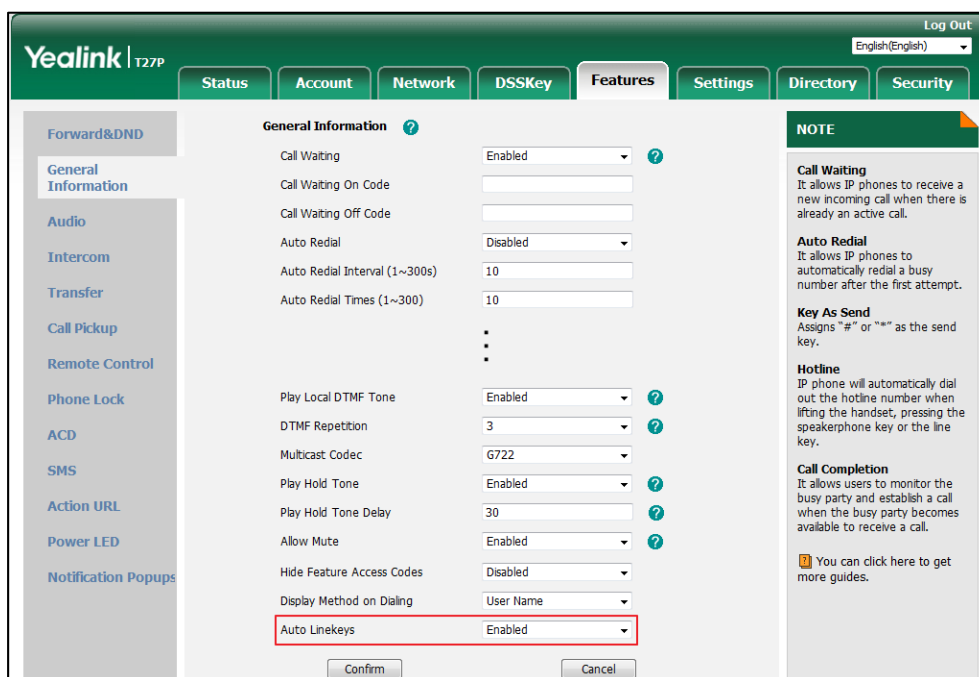 Log Out
Yealink T27P
English(English)
Status Account Network DSSKey Features Settings Directory Security
Forward&DND
General
Information
Audio
Intercom
Transfer
Call Pickup
Remote Control
Phone Lock
ACD
SMS
Action URL
Power LED
Notification Popups
General Information ?
Call Waiting Enabled ?
Call Waiting On Code
Call Waiting Off Code
Auto Redial Disabled
Auto Redial Interval (1~300s) 10
Auto Redial Times (1~300) 10
Play Local DTMF Tone Enabled ?
DTMF Repetition 3 ?
Multicast Codec G722
Play Hold Tone Enabled ?
Play Hold Tone Delay 30 ?
Allow Mute Enabled ?
Hide Feature Access Codes Disabled
Display Method on Dialing User Name
Auto Linekeys Enabled
Confirm Cancel
NOTE
Call Waiting
It allows IP phones to receive a
new incoming call when there is
already an active call.
Auto Redial
It allows IP phones to
automatically redial a busy
number after the first attempt.
Key As Send
Assigns "#" or "*" as the send
key.
Hotline
IP phone will automatically dial
out the hotline number when
lifting the handset, pressing the
speakerphone key or the line
key.
Call Completion
It allows users to monitor the
busy party and establish a call
when the busy party becomes
available to receive a call.
? You can click here to get
more guides.